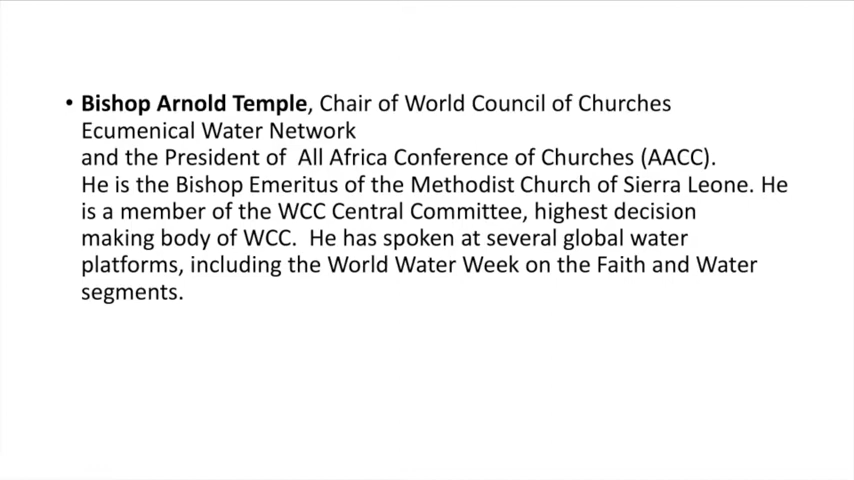 • Bishop Arnold Temple, Chair of World Council of Churches
Ecumenical Water Network
and the President of  All Africa Conference of Churches (AACC).
He is the Bishop Emeritus of the Methodist Church of Sierra Leone. He
is a member of the WCC Central Committee, highest decision
making body of WCC.  He has spoken at several global water
platforms, including the World Water Week on the Faith and Water
segments.